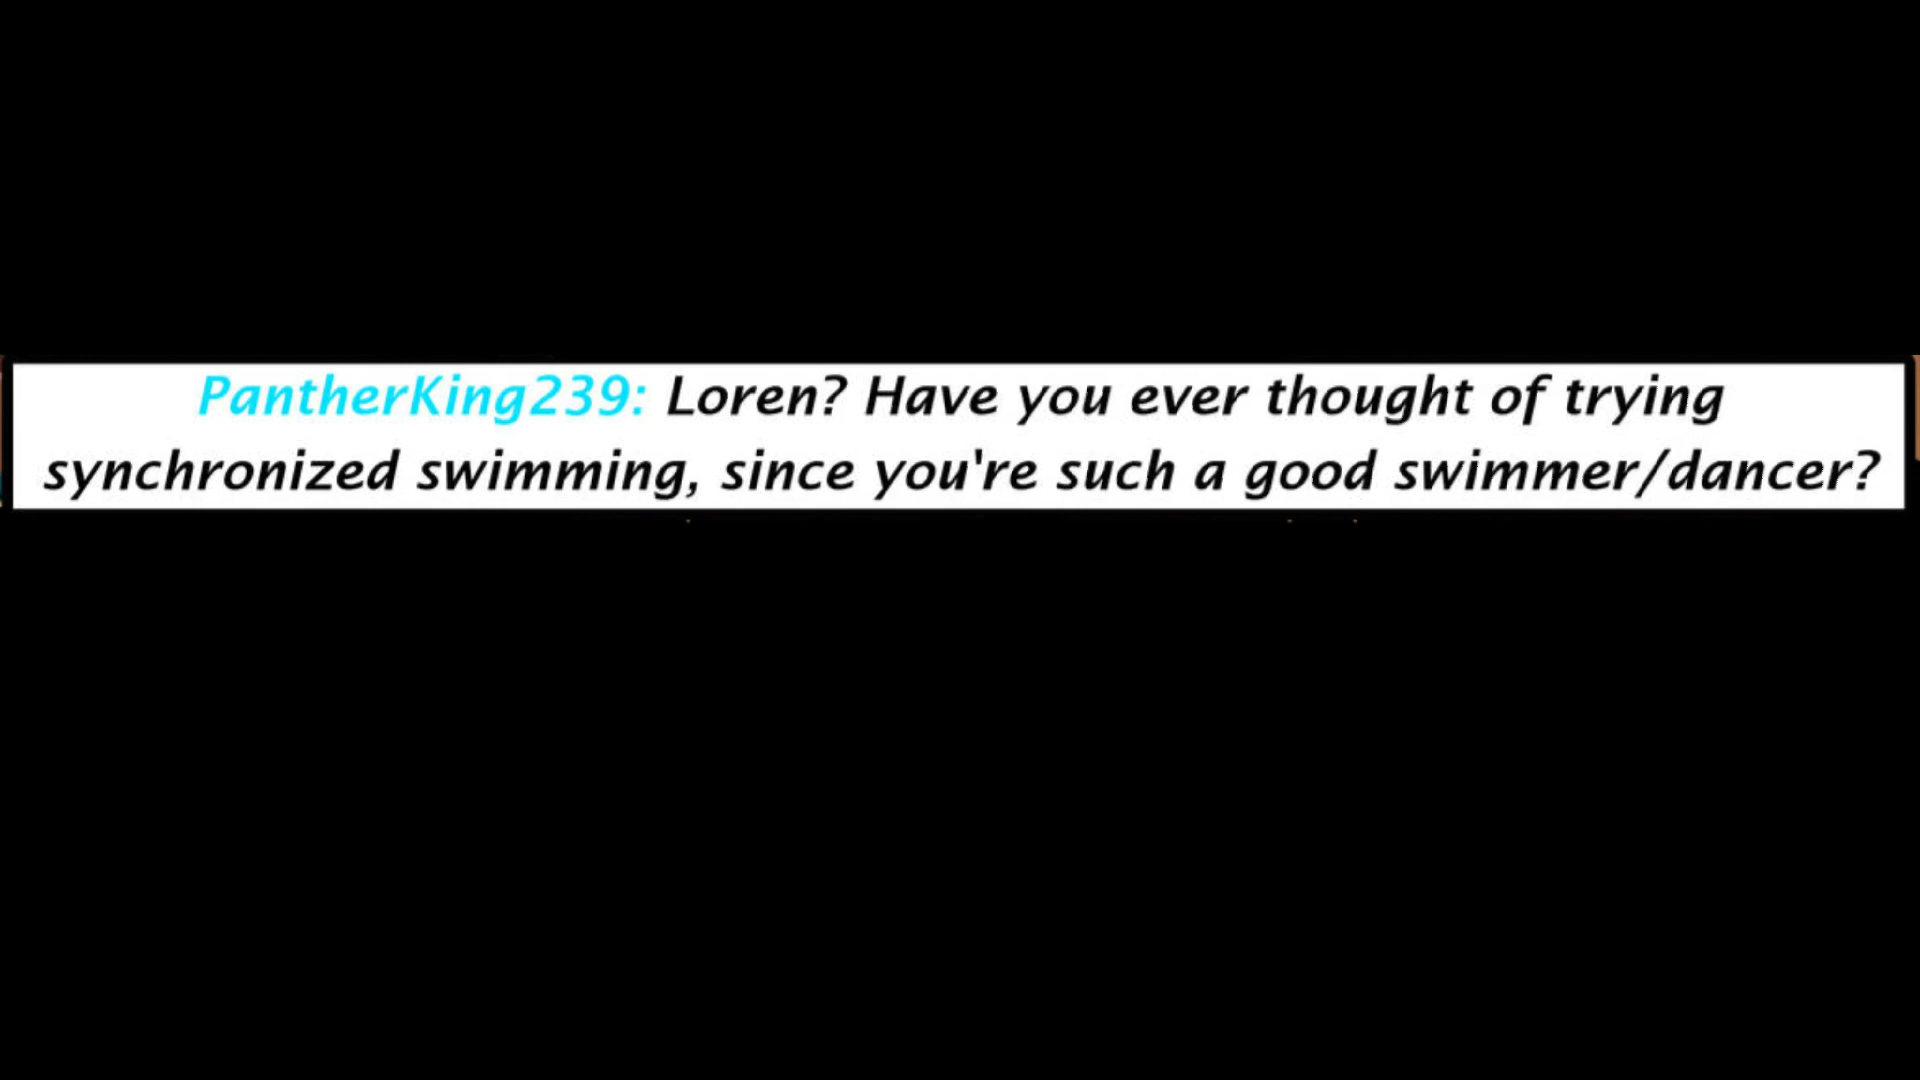 PantherKing239: Loren? Have you ever thought of trying
synchronized swimming, since you're such a good swimmer/dancer?